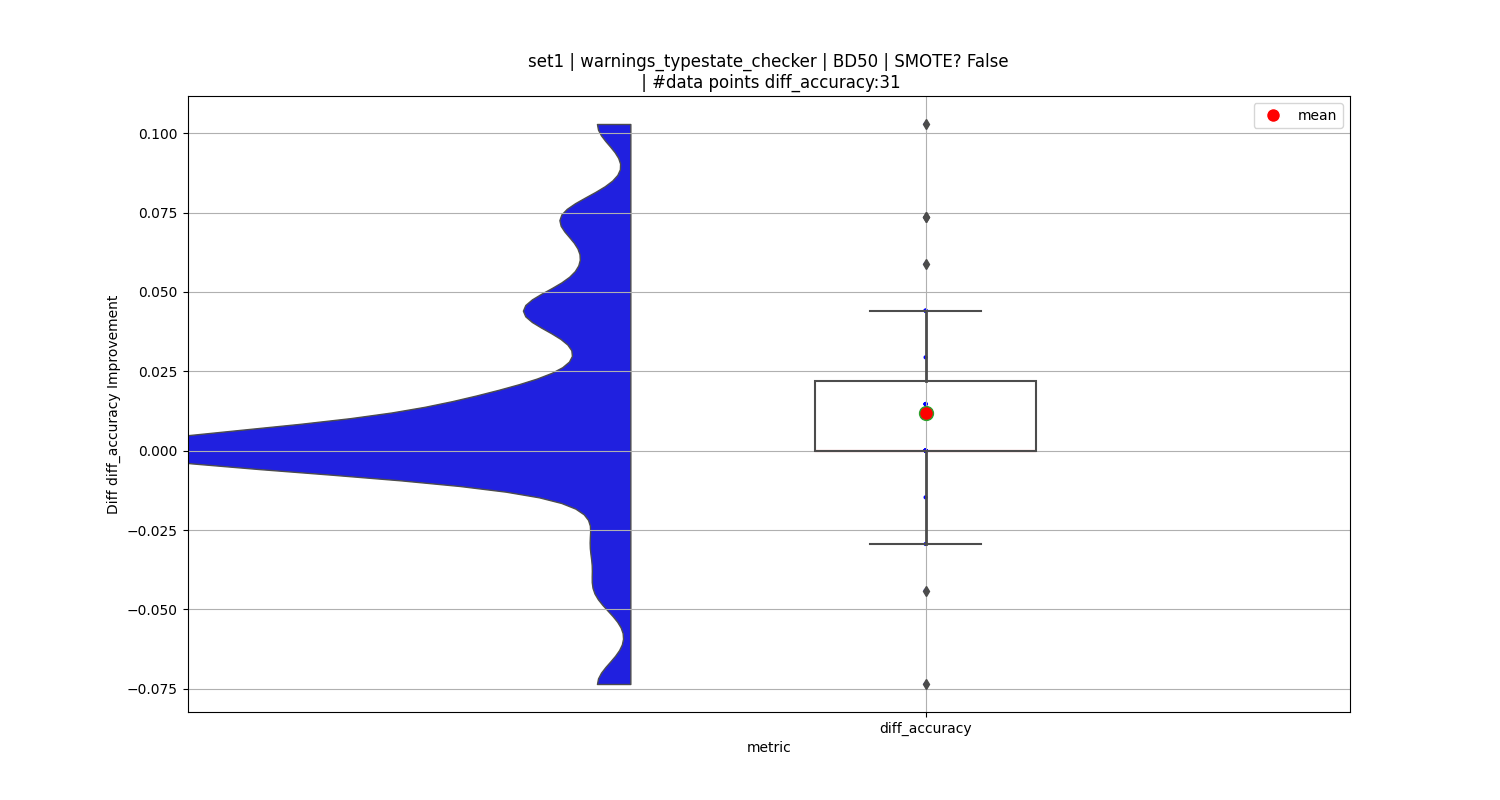 set1 | warnings_typestate_checker | BD50 | SMOTE? False
| #data points diff_accuracy:31
mean
0.100
0.075
0.050
0.025
0.000
−0.025
−0.050
−0.075
Diff diff_accuracy Improvement
diff_accuracy
metric